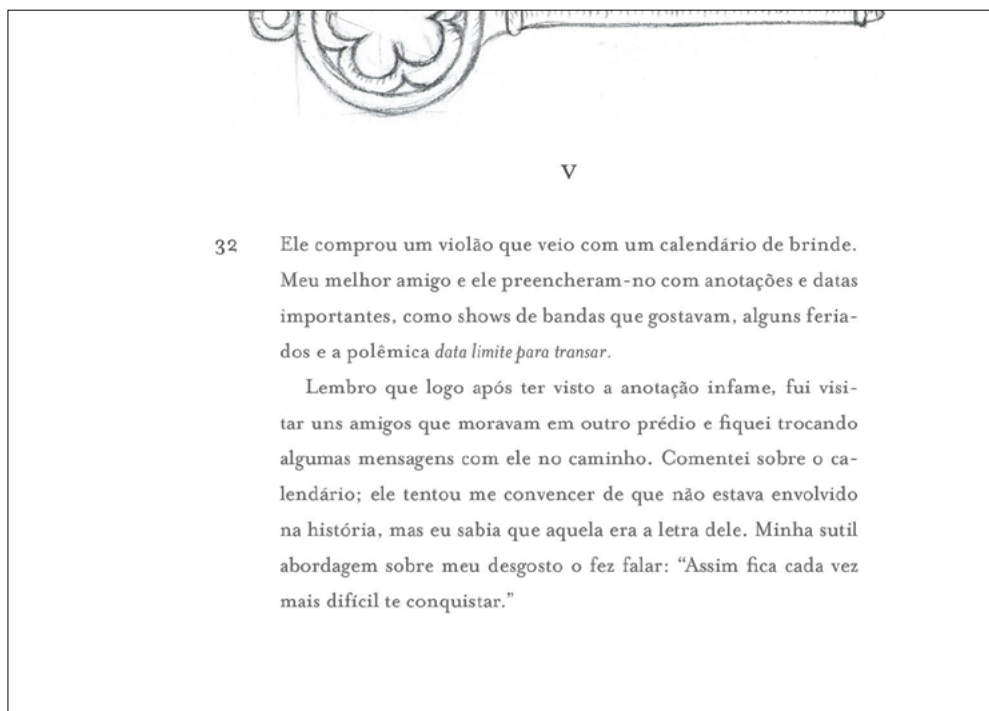 V
32 Ele comprou um violão que veio com um calendário de brinde.
Meu melhor amigo e ele preencheram-no com anotações e datas
importantes, como shows de bandas que gostavam, alguns feria-
dos e a polêmica data limite para transar.
Lembro que logo após ter visto a anotação infame, fui visi-
tar uns amigos que moravam em outro prédio e fiquei trocando
algumas mensagens com ele no caminho. Comentei sobre o ca-
lendário; ele tentou me convencer de que não estava envolvido
na história, mas eu sabia que aquela era a letra dele. Minha sutil
abordagem sobre meu desgosto o fez falar: “Assim fica cada vez
mais difícil te conquistar.”